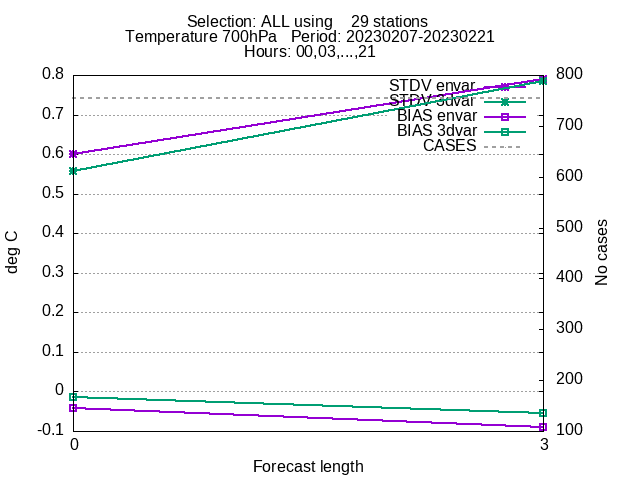 Selection: ALL using    29 stations
Temperature 700hPa   Period: 20230207-20230221
Hours: 00,03,...,21
0.8
0.7
0.6
0.5
0.4
0.3
0.2
0.1
0
-0.1
deg C
800
700
600
500
400
300
200
100
No cases
STDV envar
STDV 3dvar
BIAS envar
BIAS 3dvar
CASES
0
3
Forecast length